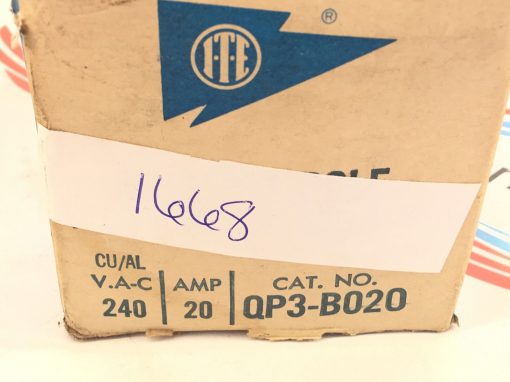 ®
I-T-E
1668
CU/AL
V.A-C AMP CAT. NO.
240 20 QP3-B020